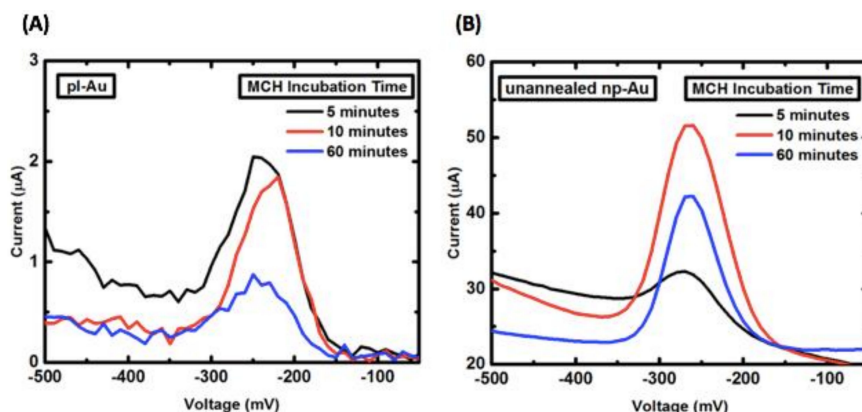 (A)
(B)
3
2
1
0
Current (µA)
pl-Au
MCH Incubation Time
5 minutes
10 minutes
60 minutes
-500
-400
-300
-200
-100
Voltage (mV)
60
50
40
30
20
Current (µA)
unannealed np-Au
MCH Incubation Time
5 minutes
10 minutes
60 minutes
-500
-400
-300
-200
-100
Voltage (mV)